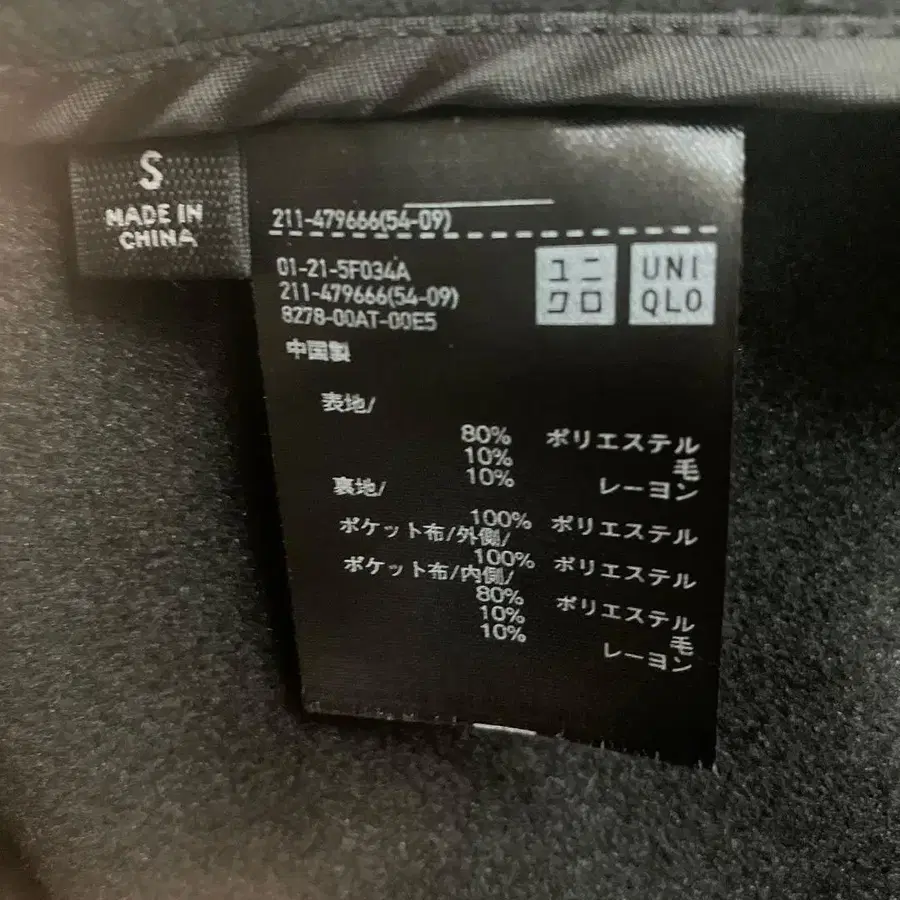 S
MADE IN
CHINA
211-479666(54-09)
01-21-5F034A
211-479666(54-09)
8278-00AT-00E5
中国製
ユニ
クロ
UNI
QLO
表地/
80% ポリエステル
10% 毛
10% レーヨン
裏地/
100% ポリエステル
ポケット布/外側/
100% ポリエステル
ポケット布/内側/
80% ポリエステル
10% 毛
10% レーヨン